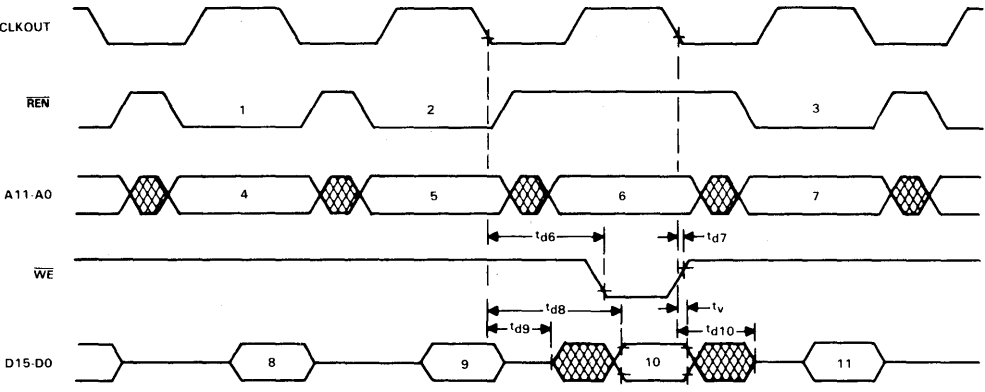 CLKOUT
REN 1 2 3
A11-A0 4 5 6 7
td6 td7
WE
td8 tv
td9 td10
D15-D0 8 9 10 11